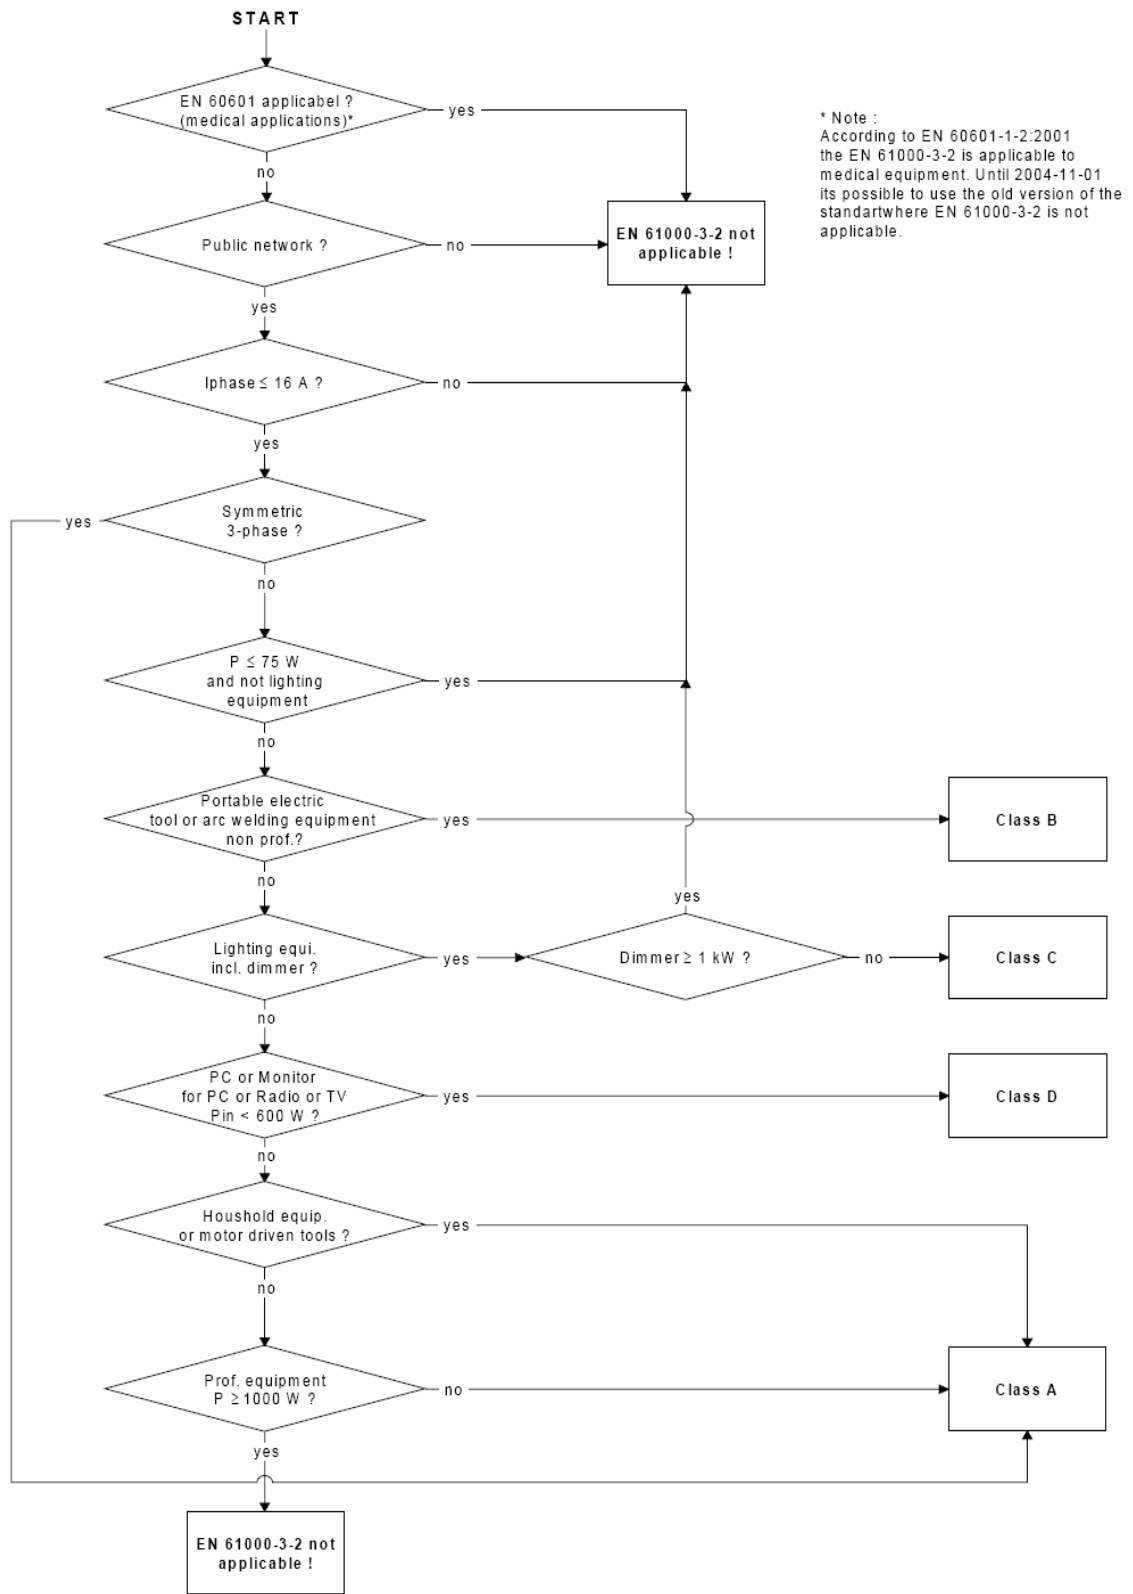 START
EN 60601 applicabel ?
(medical applications)*
yes
* Note :
According to EN 60601-1-2:2001
the EN 61000-3-2 is applicable to
medical equipment. Until 2004-11-01
its possible to use the old version of the
standartwhere EN 61000-3-2 is not
applicable.
no
Public network ?
no
EN 61000-3-2 not
applicable !
yes
Iphase ≤ 16 A ?
no
yes
yes
Symmetric
3-phase ?
no
P ≤ 75 W
and not lighting
equipment
yes
no
Portable electric
tool or arc welding equipment
non prof.?
yes
Class B
no
yes
Lighting equi.
incl. dimmer ?
yes
Dimmer ≥ 1 kW ?
no
Class C
no
PC or Monitor
for PC or Radio or TV
Pin < 600 W ?
yes
Class D
no
Houshold equip.
or motor driven tools ?
yes
no
Prof. equipment
P ≥ 1000 W ?
no
Class A
yes
EN 61000-3-2 not
applicable !